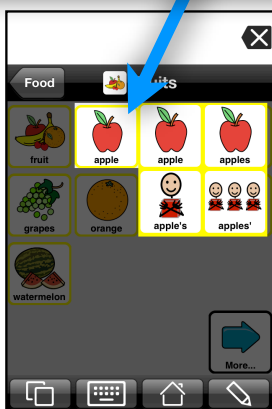 Food
uits
fruit apple apple apples
grapes orange apple's apples'
watermelon
More...